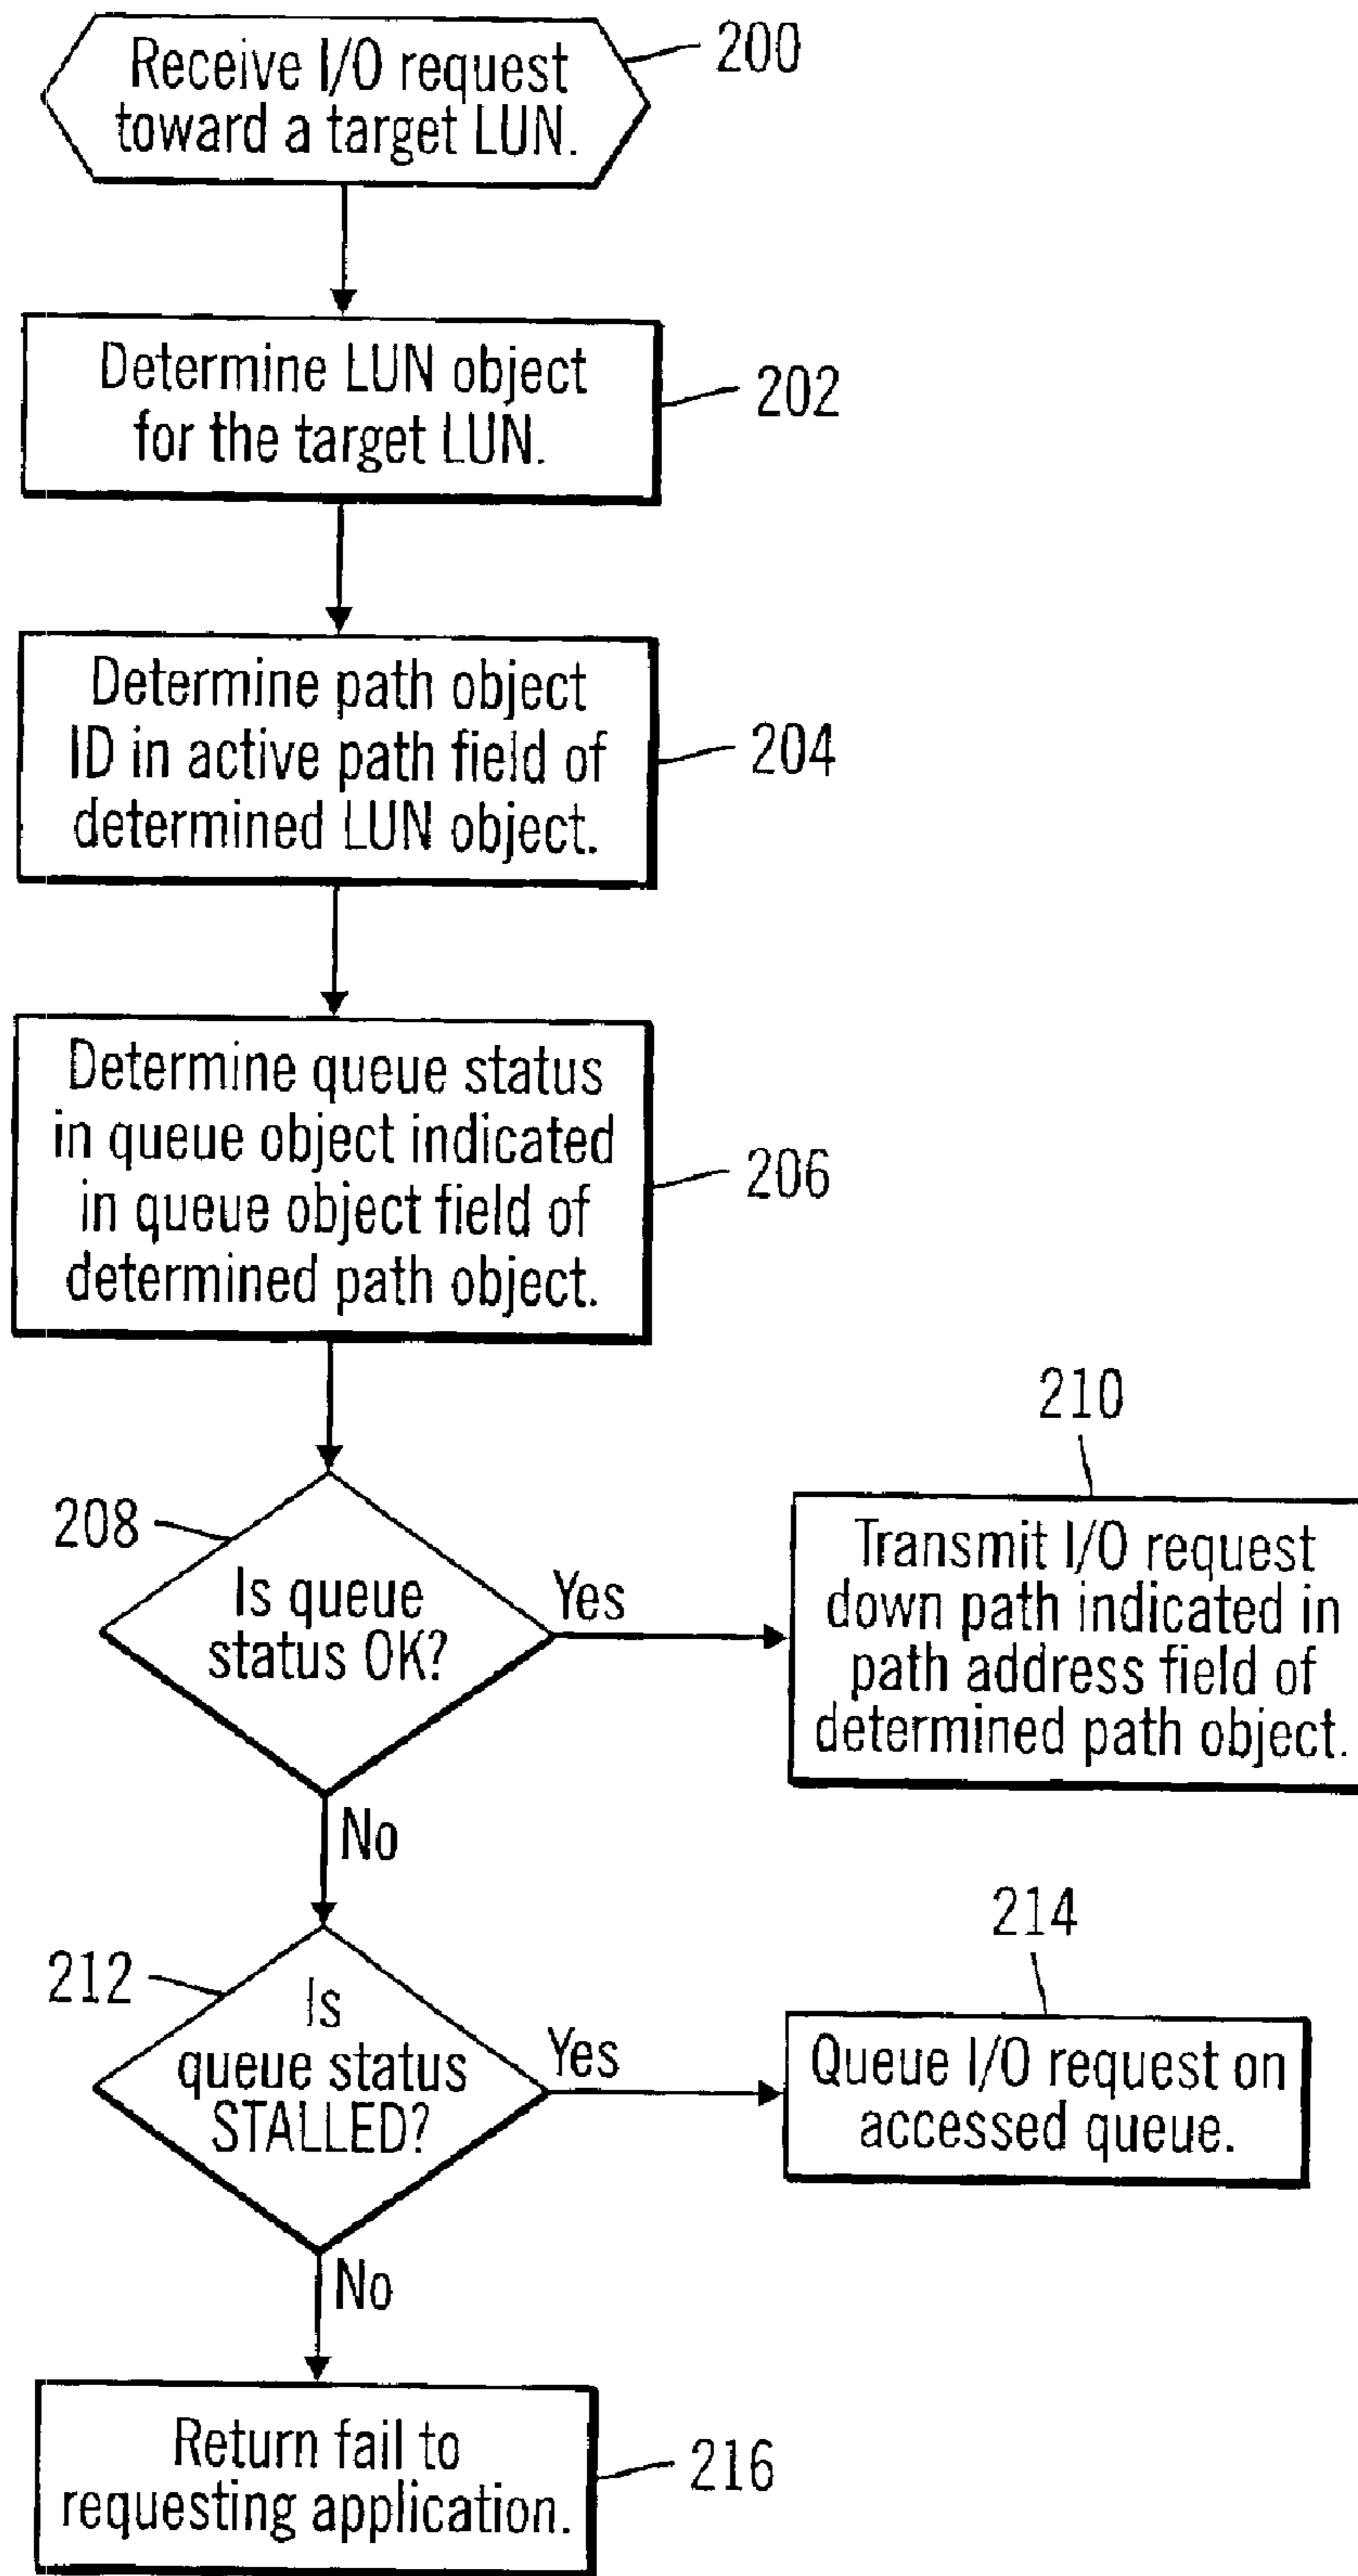 Receive I/O request
toward a target LUN.
200
Determine LUN object
for the target LUN.
202
Determine path object
ID in active path field of
determined LUN object.
204
Determine queue status
in queue object indicated
in queue object field of
determined path object.
206
208
Is queue
status OK?
Yes
No
210
Transmit I/O request
down path indicated in
path address field of
determined path object.
212
Is
queue status
STALLED?
Yes
No
214
Queue I/O request on
accessed queue.
Return fail to
requesting application.
216